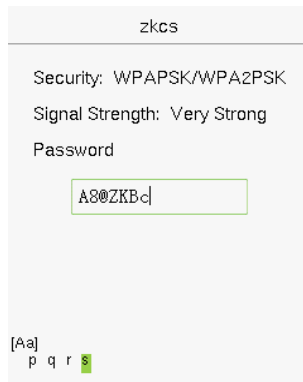 zkcs
Security: WPAPSK/WPA2PSK
Signal Strength: Very Strong
Password
A8@ZKBc
[Aa]
p q r s